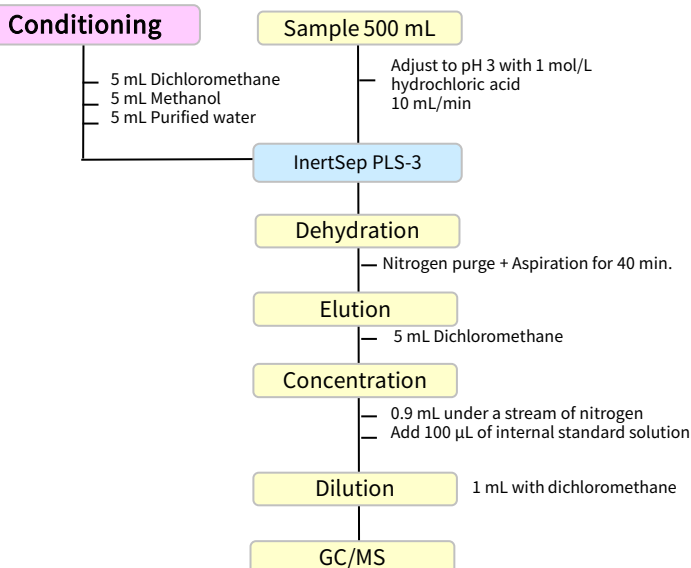 Conditioning
Sample 500 mL
5 mL Dichloromethane
5 mL Methanol
5 mL Purified water
Adjust to pH 3 with 1 mol/L
hydrochloric acid
10 mL/min
InertSep PLS-3
Dehydration
Nitrogen purge + Aspiration for 40 min.
Elution
5 mL Dichloromethane
Concentration
0.9 mL under a stream of nitrogen
Add 100 µL of internal standard solution
Dilution
1 mL with dichloromethane
GC/MS